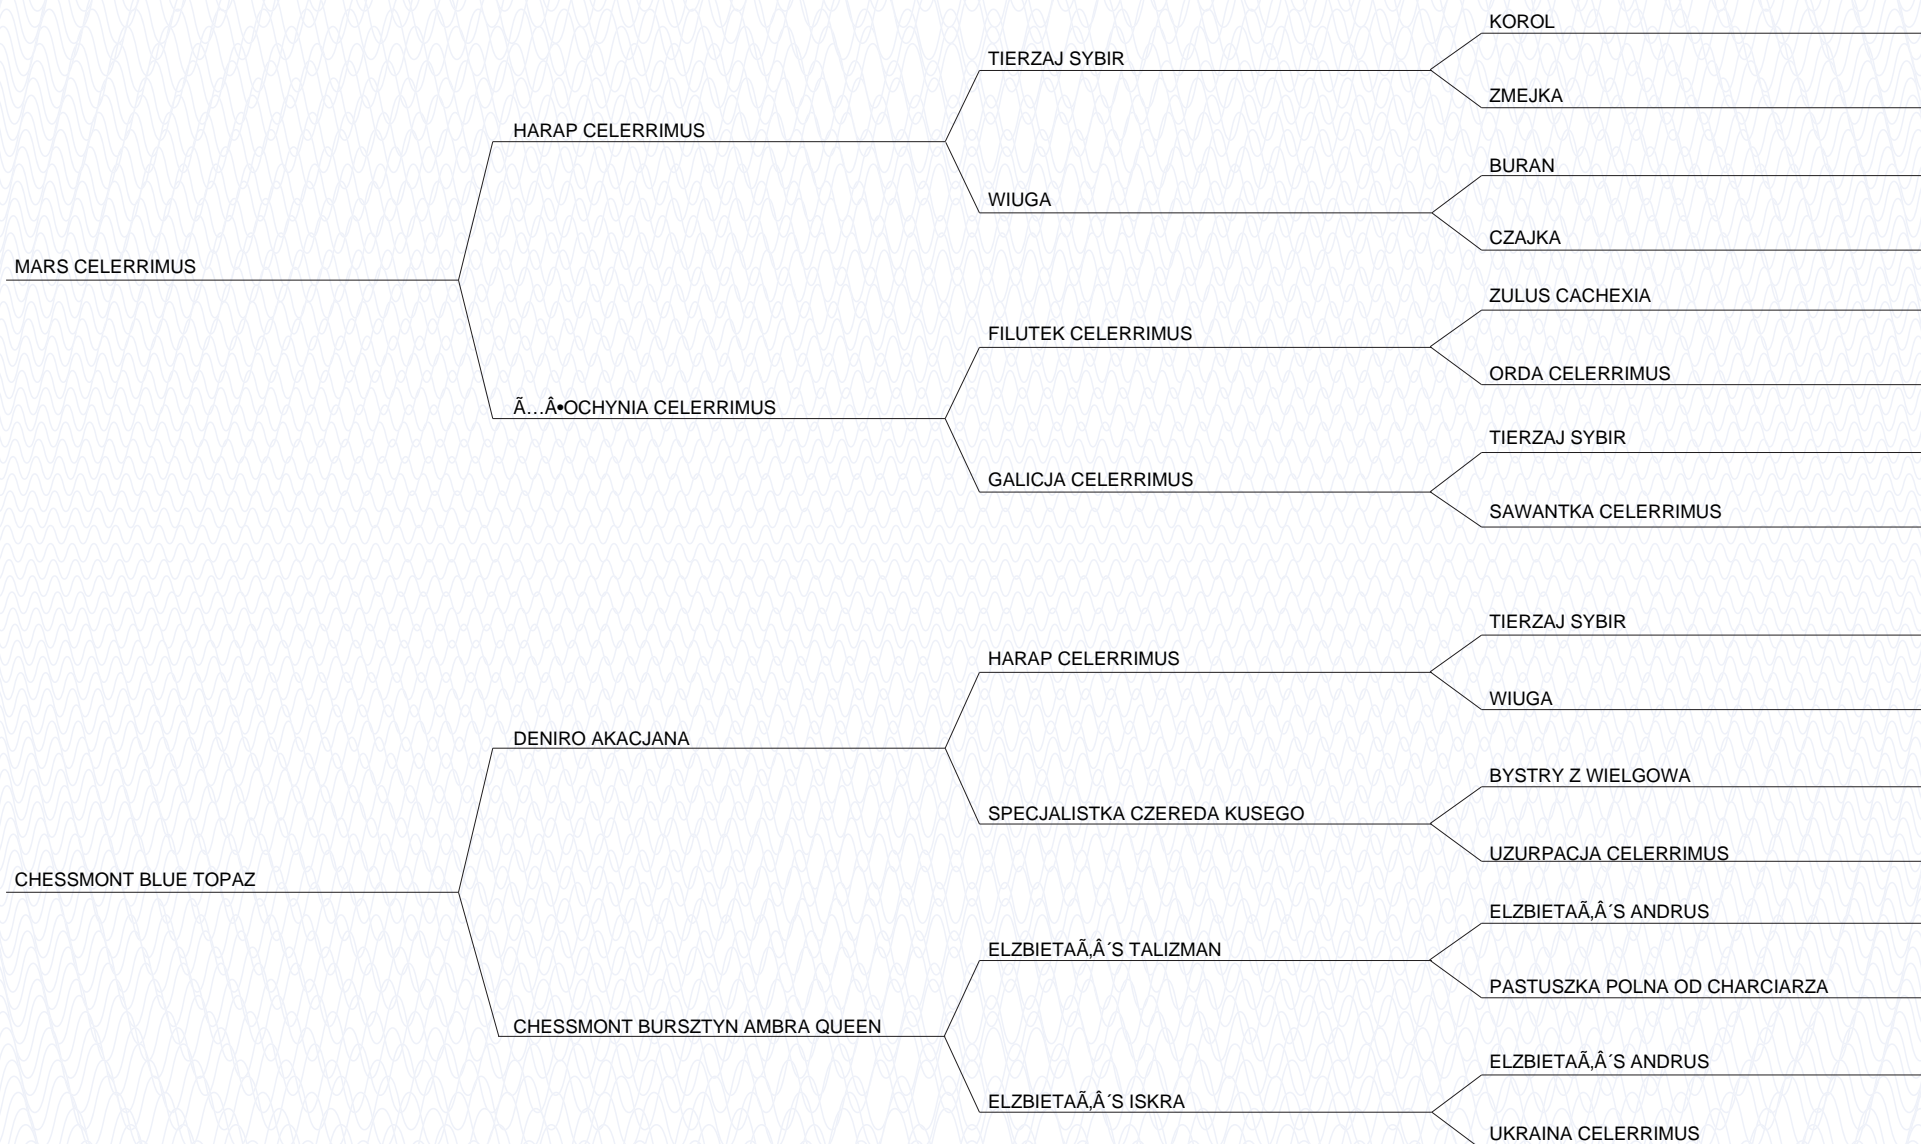 KOROL
TIERZAJ SYBIR
ZMEJKA
HARAP CELERRIMUS
BURAN
WIUGA
CZAJKA
MARS CELERRIMUS
ZULUS CACHEXIA
FILUTEK CELERRIMUS
ORDA CELERRIMUS
Ã…Â•OCHYNIA CELERRIMUS
TIERZAJ SYBIR
GALICJA CELERRIMUS
SAWANTKA CELERRIMUS
TIERZAJ SYBIR
HARAP CELERRIMUS
WIUGA
DENIRO AKACJANA
BYSTRY Z WIELGOWA
SPECJALISTKA CZEREDA KUSEGO
UZURPACJA CELERRIMUS
CHESSMONT BLUE TOPAZ
ELZBIETAÃ‚Â´S ANDRUS
ELZBIETAÃ‚Â´S TALIZMAN
PASTUSZKA POLNA OD CHARCIARZA
CHESSMONT BURSZTYN AMBRA QUEEN
ELZBIETAÃ‚Â´S ANDRUS
ELZBIETAÃ‚Â´S ISKRA
UKRAINA CELERRIMUS